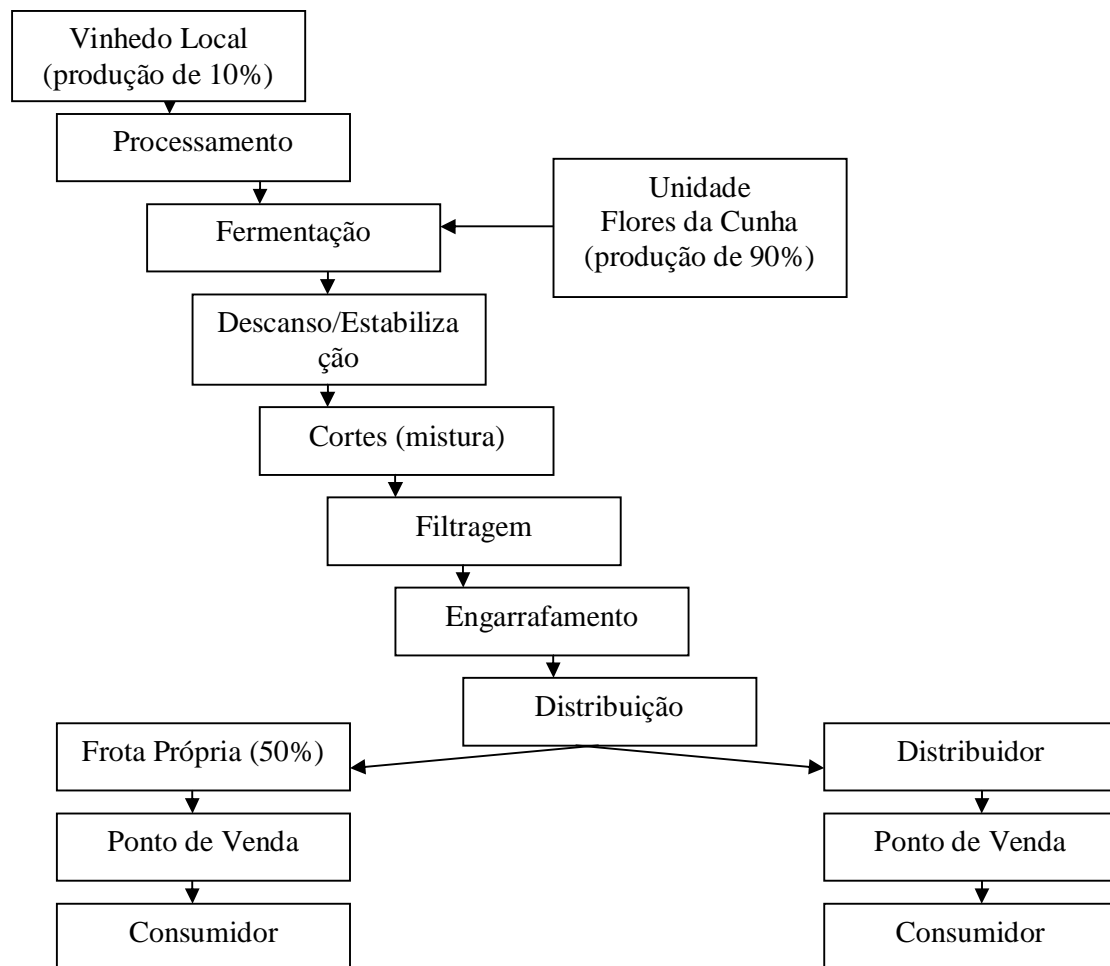 Vinhedo Local
(produção de 10%)
Processamento
Unidade
Flores da Cunha
(produção de 90%)
Fermentação
Descanso/Estabiliza
ção
Cortes (mistura)
Filtragem
Engarrafamento
Distribuição
Frota Própria (50%)
Distribuidor
Ponto de Venda
Ponto de Venda
Consumidor
Consumidor